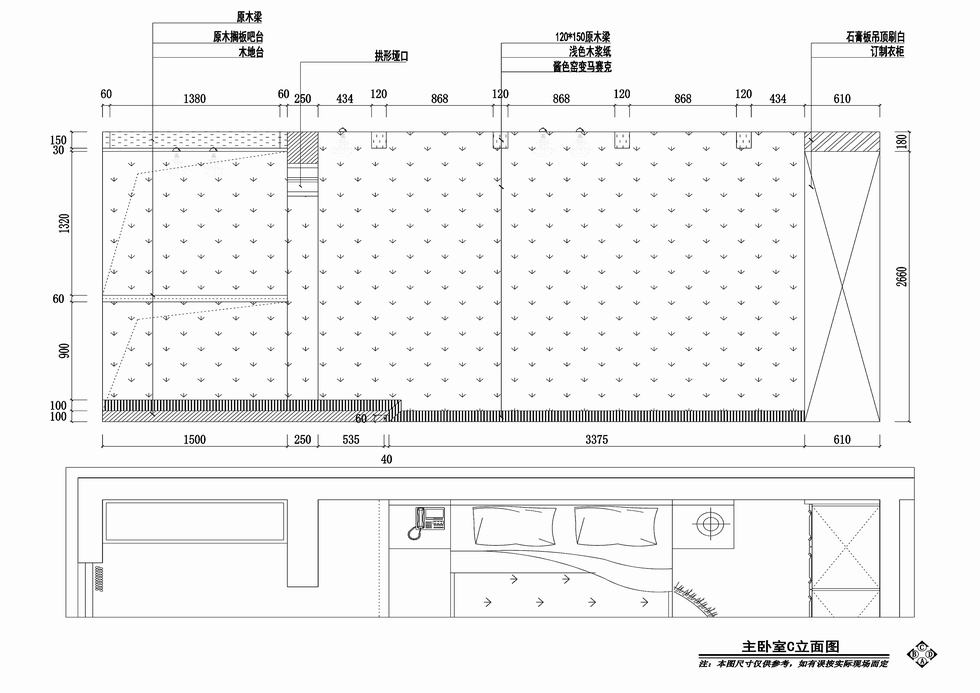 原木梁
原木搁板吧台
木地台
拱形垭口
120*150原木梁
浅色木浆纸
酱色窑变马赛克
石膏板吊顶刷白
订制衣柜
60 1380 60 250 434 120 868 120 868 120 868 120 434 610
150
30
1320
60
900
100
100
180
2660
60
1500 250 535 40 3375 610
主卧室C立面图
注：本图尺寸仅供参考，如有误按实际现场而定
C
B D
A